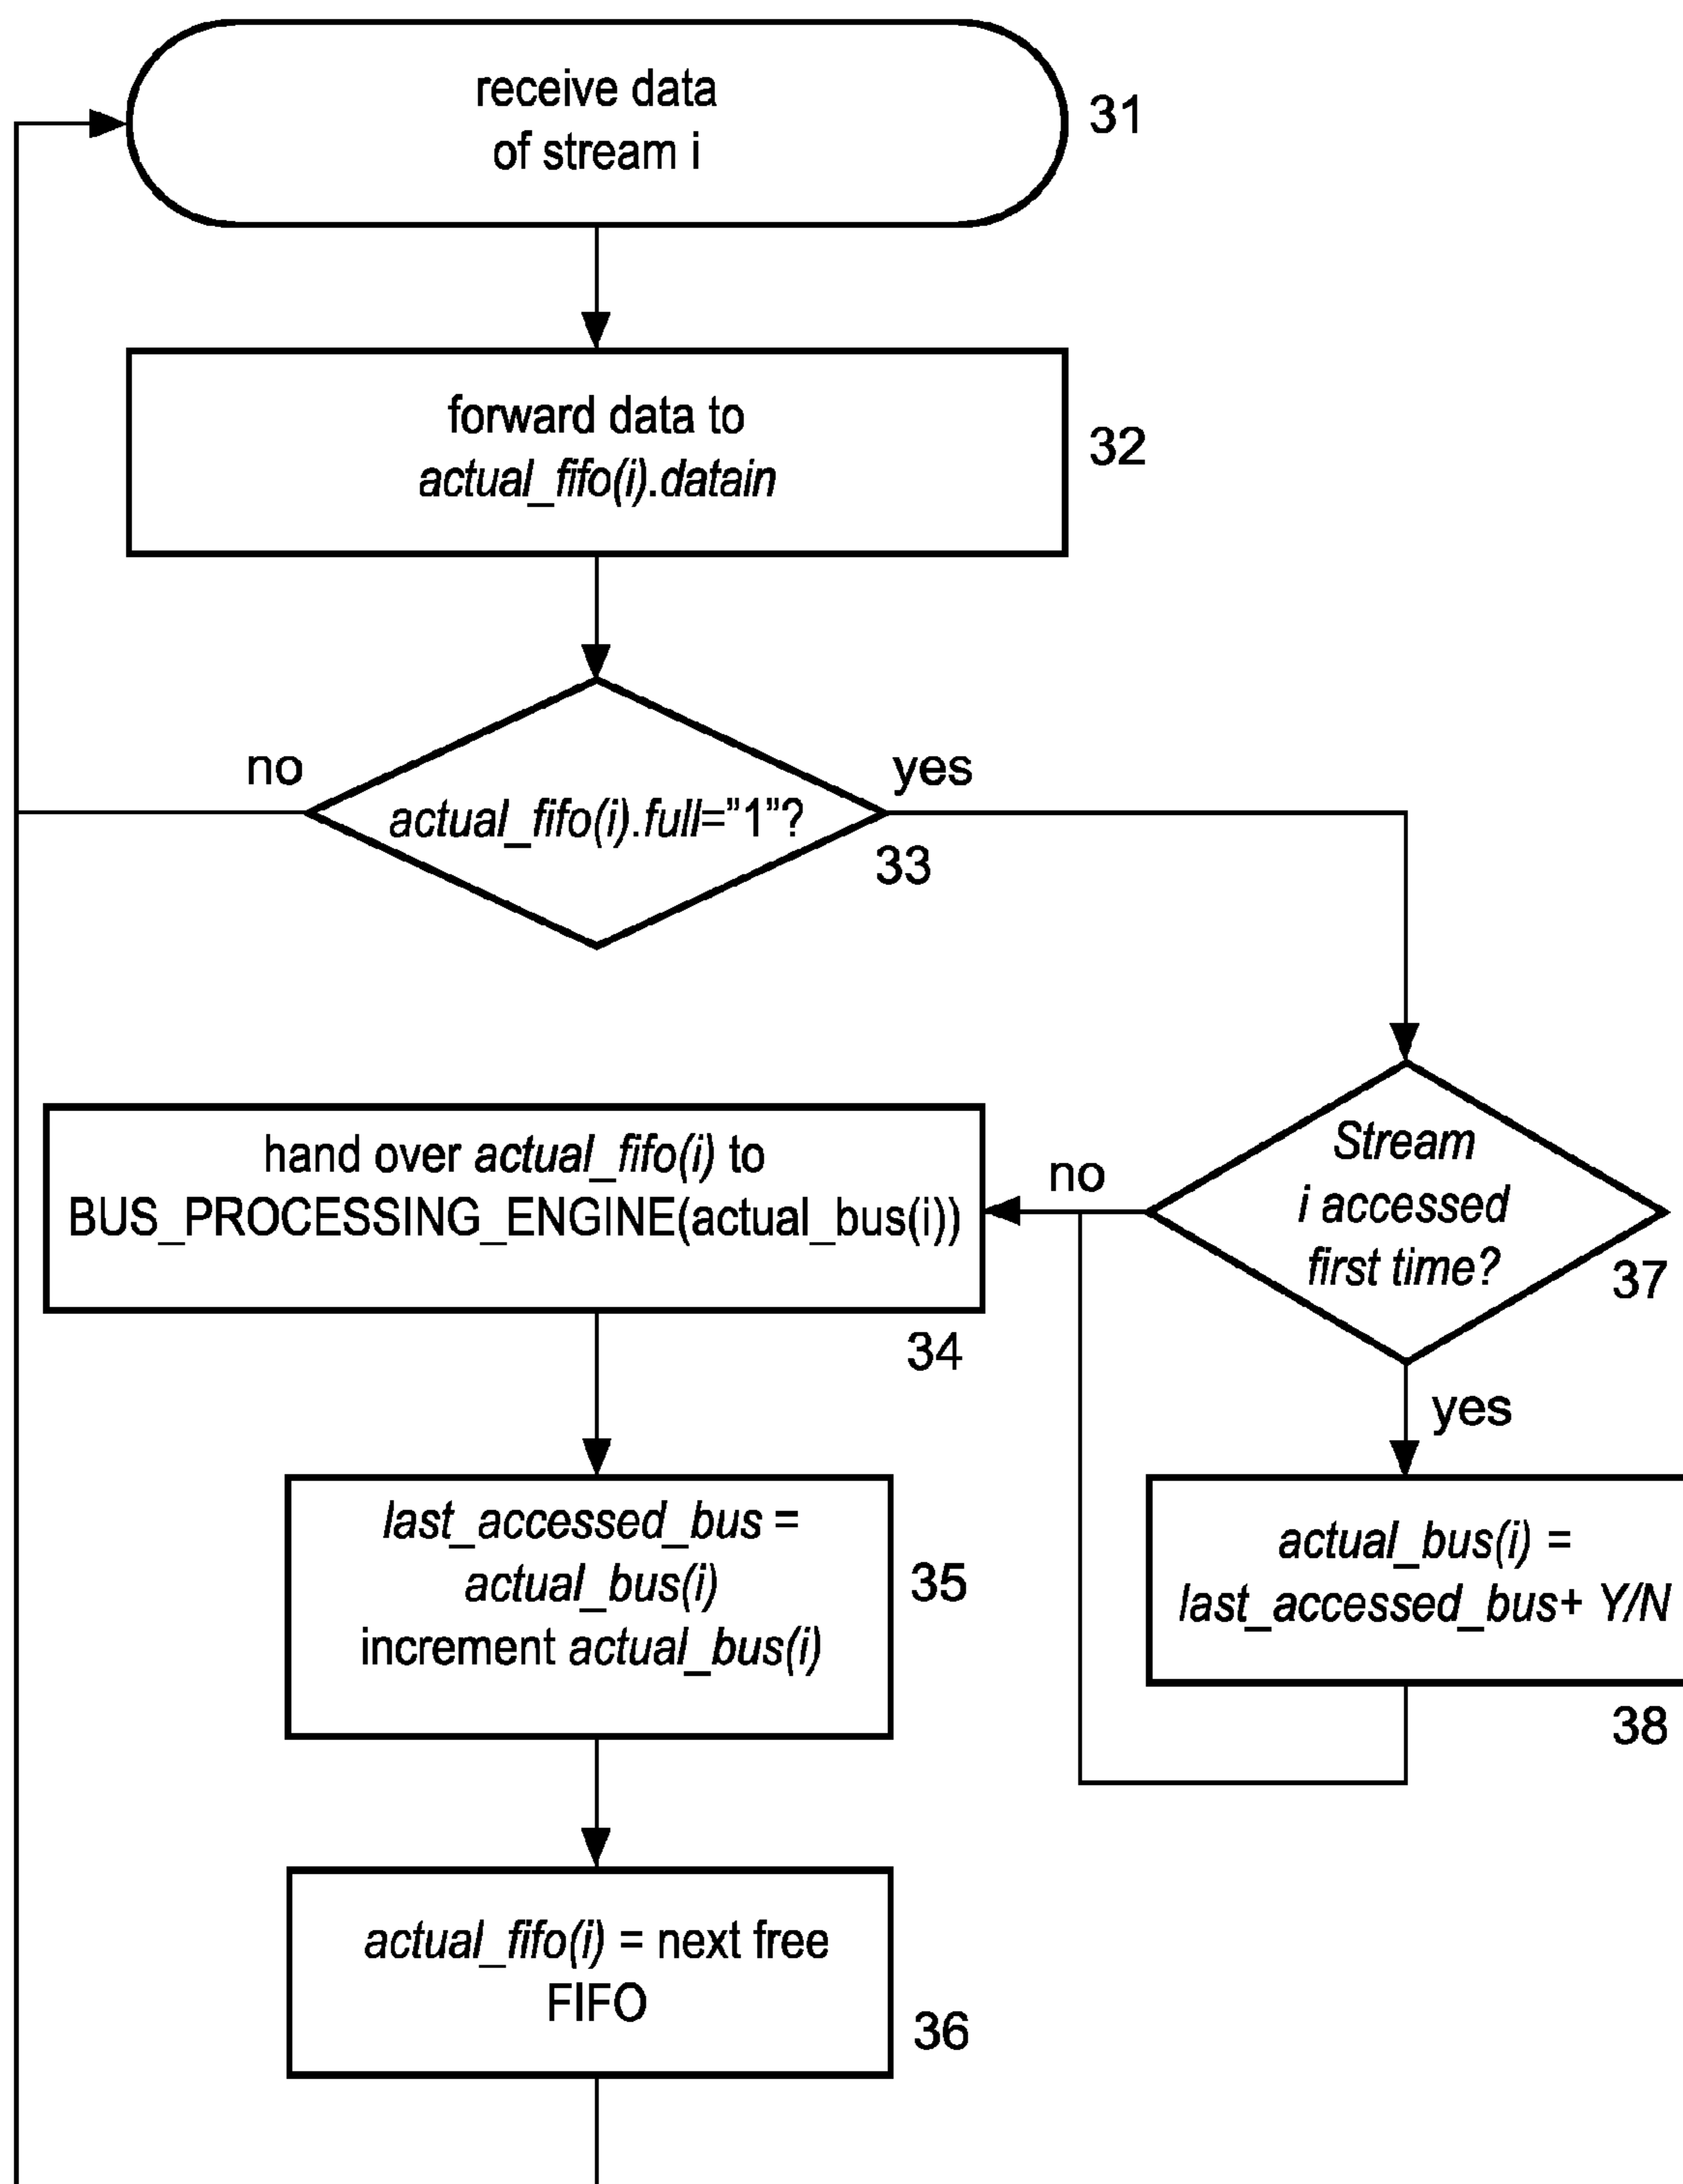 receive data
of stream i
31
forward data to
actual_fifo(i).datain
32
no
yes
actual_fifo(i).full=”1”?
33
hand over actual_fifo(i) to
BUS_PROCESSING_ENGINE(actual_bus(i))
34
no
Stream
i accessed
first time?
37
yes
last_accessed_bus =
actual_bus(i)
increment actual_bus(i)
35
actual_bus(i) =
last_accessed_bus+ Y/N
38
actual_fifo(i) = next free
FIFO
36